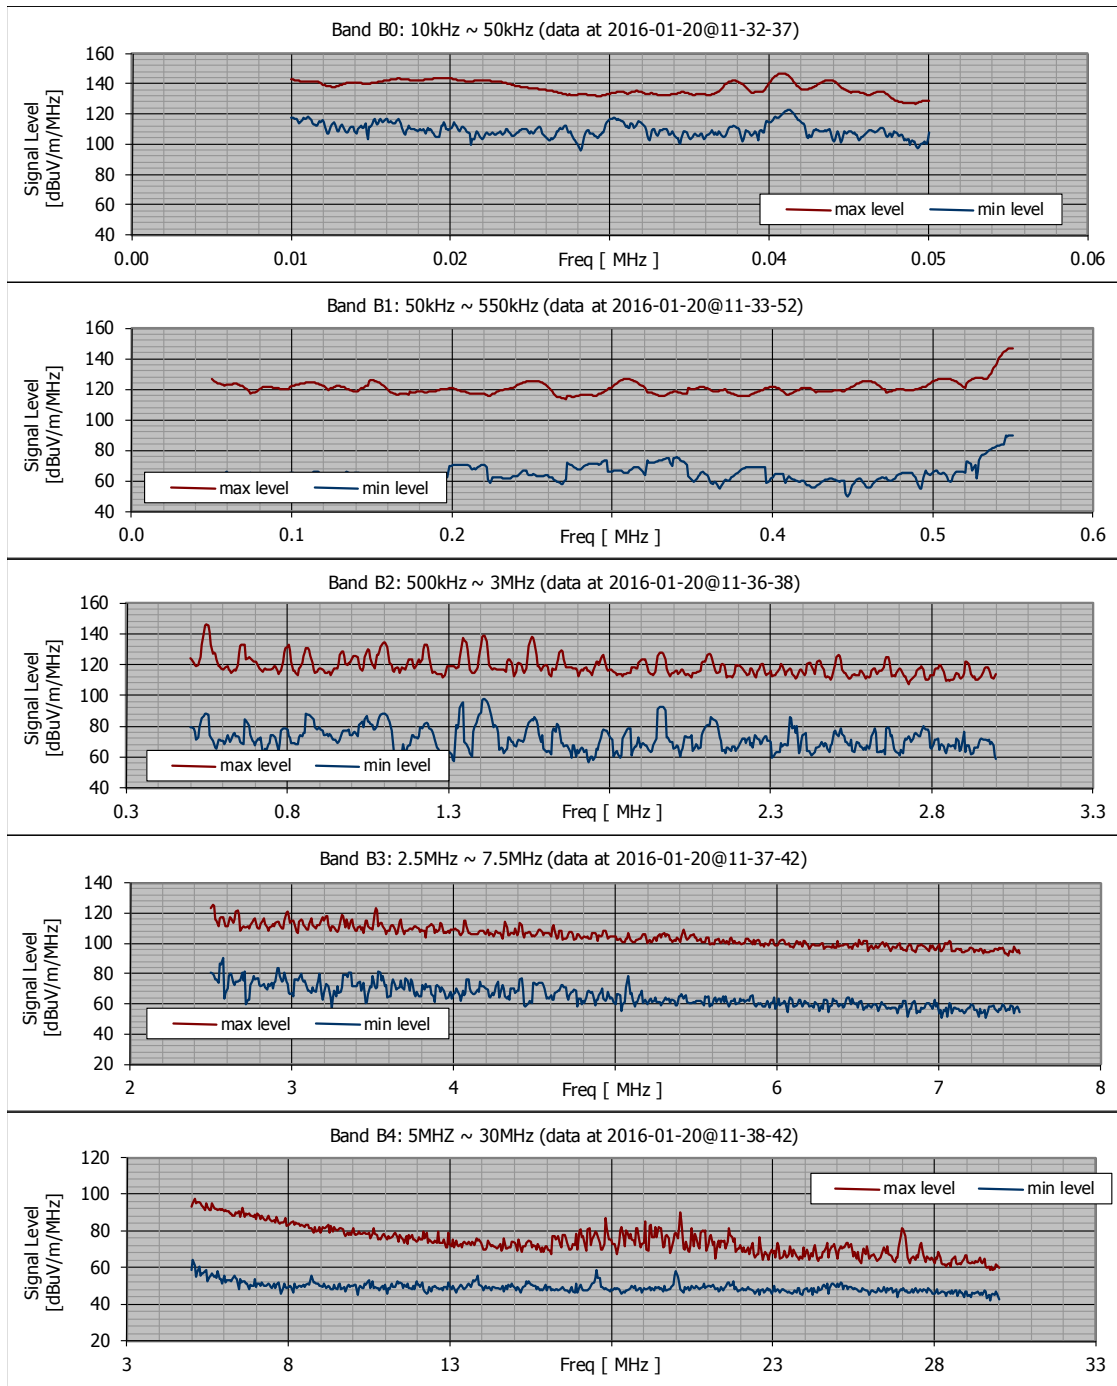 Band B0: 10kHz ~ 50kHz (data at 2016-01-20@11-32-37)
160
140
120
100
80
60
40
Signal Level
[dBuV/m/MHz]
max level min level
0.00 0.01 0.02 Freq [ MHz ] 0.04 0.05 0.06
Band B1: 50kHz ~ 550kHz (data at 2016-01-20@11-33-52)
160
140
120
100
80
60
40
Signal Level
[dBuV/m/MHz]
max level min level
0.0 0.1 0.2 Freq [ MHz ] 0.4 0.5 0.6
Band B2: 500kHz ~ 3MHz (data at 2016-01-20@11-36-38)
160
140
120
100
80
60
40
Signal Level
[dBuV/m/MHz]
max level min level
0.3 0.8 1.3 Freq [ MHz ] 2.3 2.8 3.3
Band B3: 2.5MHz ~ 7.5MHz (data at 2016-01-20@11-37-42)
140
120
100
80
60
40
20
Signal Level
[dBuV/m/MHz]
max level min level
2 3 4 Freq [ MHz ] 6 7 8
Band B4: 5MHZ ~ 30MHz (data at 2016-01-20@11-38-42)
120
100
80
60
40
20
Signal Level
[dBuV/m/MHz]
max level min level
3 8 13 Freq [ MHz ] 23 28 33